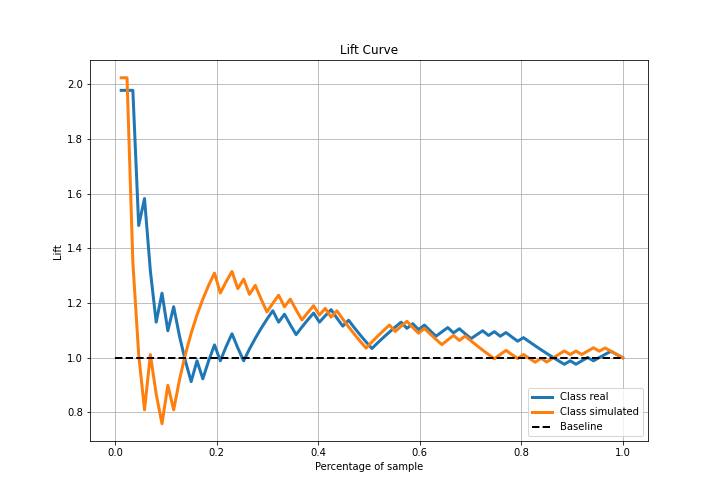 Lift Curve
2.0
1.8
1.6
1.4
1.2
1.0
0.8
Lift
0.0 0.2 0.4 0.6 0.8 1.0
Percentage of sample
Class real
Class simulated
Baseline